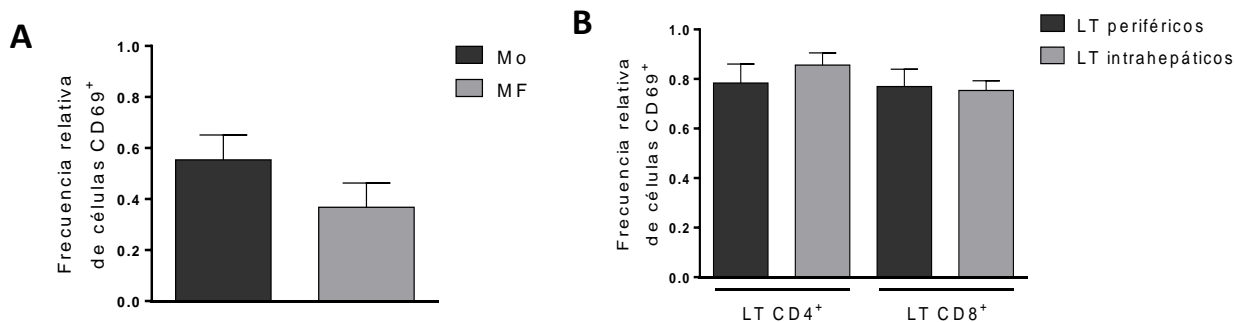 A
Frecuencia relativa
de células CD69⁺
1.0
0.8
0.6
0.4
0.2
0.0
Mo
MF
B
Frecuencia relativa
de células CD69⁺
1.0
0.8
0.6
0.4
0.2
0.0
LT CD4⁺
LT CD8⁺
LT periféricos
LT intrahepáticos